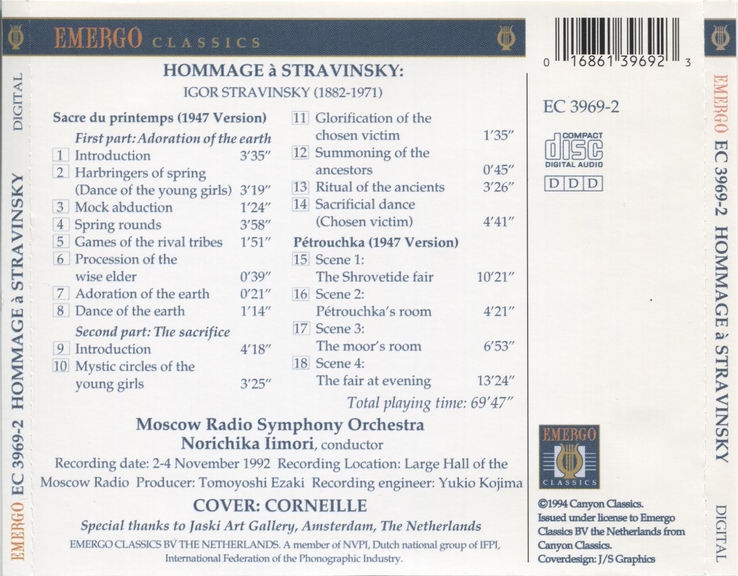 EMERGO CLASSICS
HOMMAGE à STRAVINSKY:
IGOR STRAVINSKY (1882-1971)
Sacre du printemps (1947 Version)
First part: Adoration of the earth
1 Introduction 3'35"
2 Harbringers of spring
(Dance of the young girls) 3'19"
3 Mock abduction 1'24"
4 Spring rounds 3'58"
5 Games of the rival tribes 1'51"
6 Procession of the
wise elder 0'39"
7 Adoration of the earth 0'21"
8 Dance of the earth 1'14"
Second part: The sacrifice
9 Introduction 4'18"
10 Mystic circles of the
young girls 3'25"
11 Glorification of the
chosen victim 1'35"
12 Summoning of the
ancestors 0'45"
13 Ritual of the ancients 3'26"
14 Sacrificial dance
(Chosen victim) 4'41"
Pétrouchka (1947 Version)
15 Scene 1:
The Shrovetide fair 10'21"
16 Scene 2:
Pétrouchka's room 4'21"
17 Scene 3:
The moor's room 6'53"
18 Scene 4:
The fair at evening 13'24"
Total playing time: 69'47"
Moscow Radio Symphony Orchestra
Norichika Iimori, conductor
Recording date: 2-4 November 1992 Recording Location: Large Hall of the
Moscow Radio Producer: Tomoyoshi Ezaki Recording engineer: Yukio Kojima
COVER: CORNEILLE
Special thanks to Jaski Art Gallery, Amsterdam, The Netherlands
EMERGO CLASSICS BV THE NETHERLANDS. A member of NVPI, Dutch national group of IFPI,
International Federation of the Phonographic Industry.
0 16861 39692 3
EC 3969-2
COMPACT
disc
DIGITAL AUDIO
D D D
EMERGO
CLASSICS
©1994 Canyon Classics.
Issued under license to Emergo
Classics BV the Netherlands from
Canyon Classics.
Coverdesign: J/S Graphics
EMERGO EC 3969-2 HOMMAGE à STRAVINSKY DIGITAL
EMERGO EC 3969-2 HOMMAGE à STRAVINSKY DIGITAL